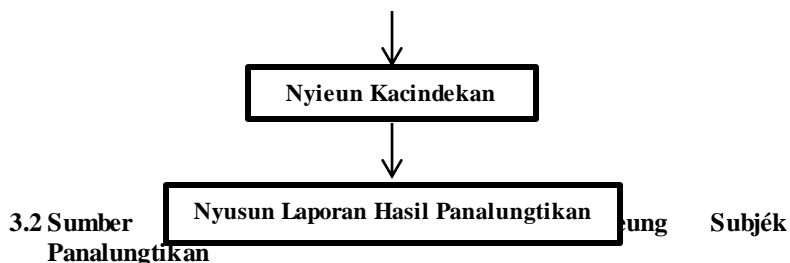 Nyieun Kacindekan
Nyusun Laporan Hasil Panalungtikan
3.2 Sumber eung Subjék
Panalungtikan